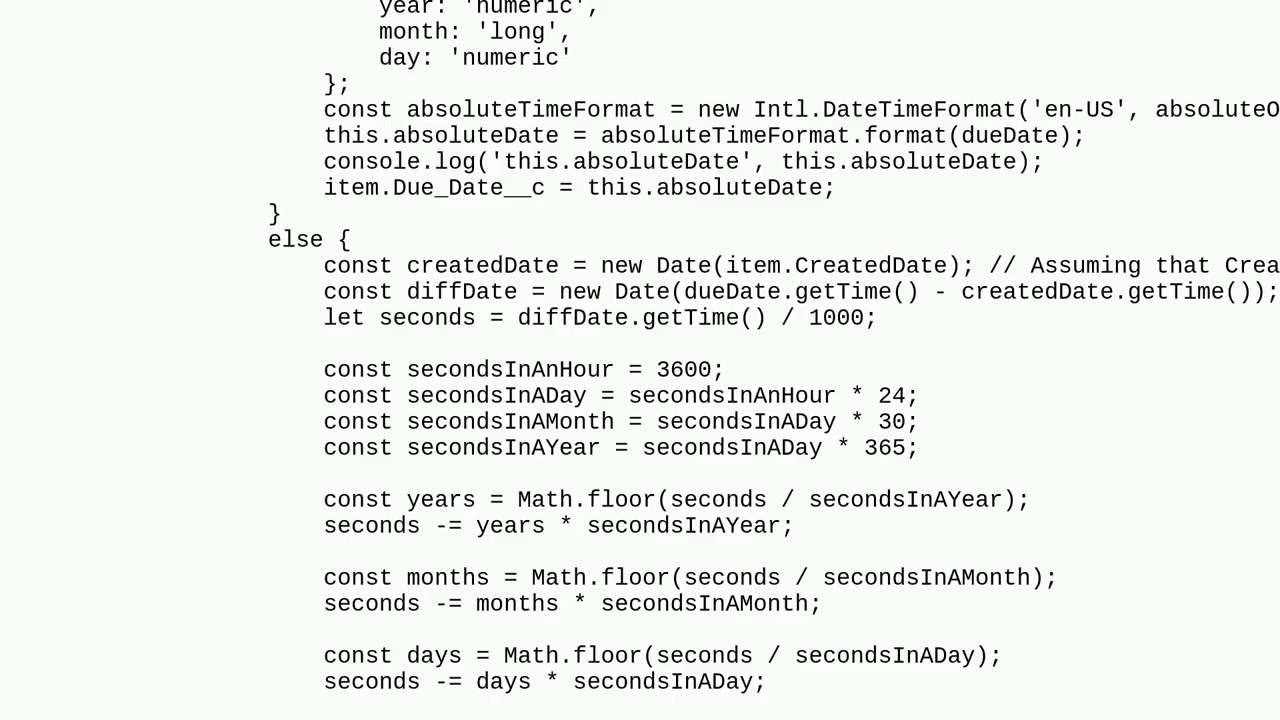 year: 'numeric',
month: 'long',
day: 'numeric'
};
const absoluteTimeFormat = new Intl.DateTimeFormat('en-US', absoluteO
this.absoluteDate = absoluteTimeFormat.format(dueDate);
console.log('this.absoluteDate', this.absoluteDate);
item.Due_Date__c = this.absoluteDate;
}
else {
const createdDate = new Date(item.CreatedDate); // Assuming that Crea
const diffDate = new Date(dueDate.getTime() - createdDate.getTime());
let seconds = diffDate.getTime() / 1000;
const secondsInAnHour = 3600;
const secondsInADay = secondsInAnHour * 24;
const secondsInAMonth = secondsInADay * 30;
const secondsInAYear = secondsInADay * 365;
const years = Math.floor(seconds / secondsInAYear);
seconds -= years * secondsInAYear;
const months = Math.floor(seconds / secondsInAMonth);
seconds -= months * secondsInAMonth;
const days = Math.floor(seconds / secondsInADay);
seconds -= days * secondsInADay;